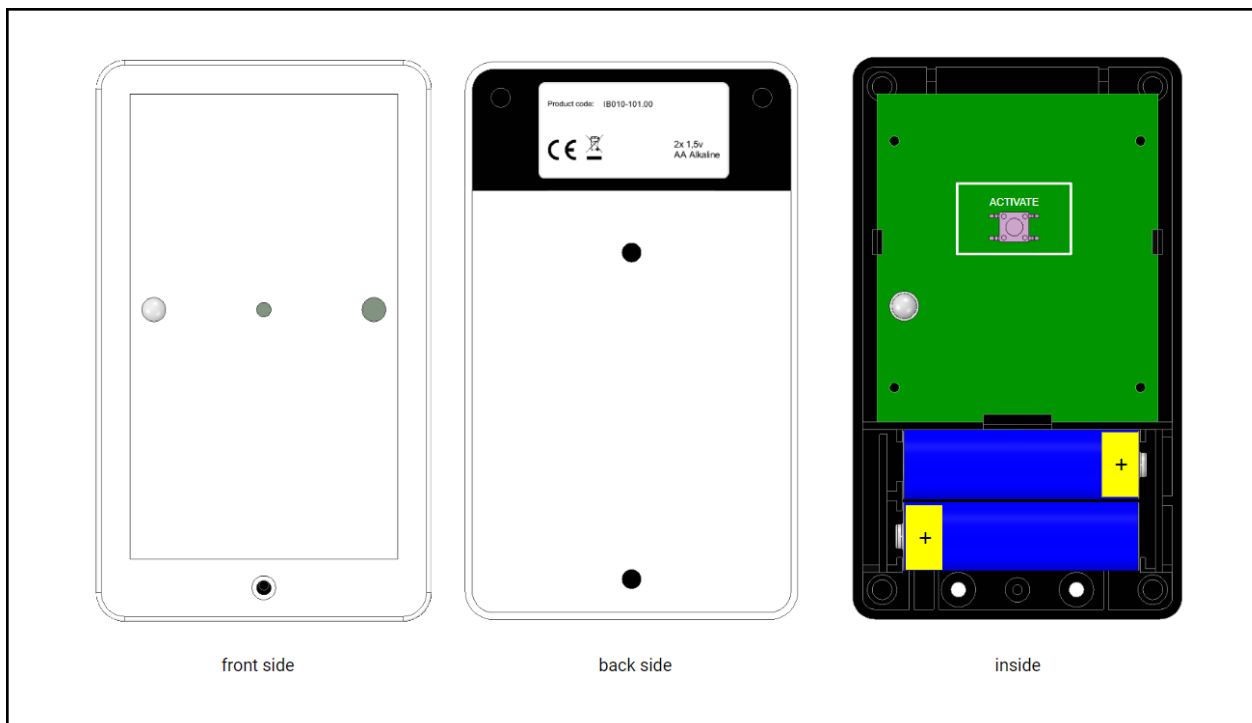 Product code: IB010-101.00
CE
2x 1,5v
AA Alkaline
ACTIVATE
+
+
front side
back side
inside